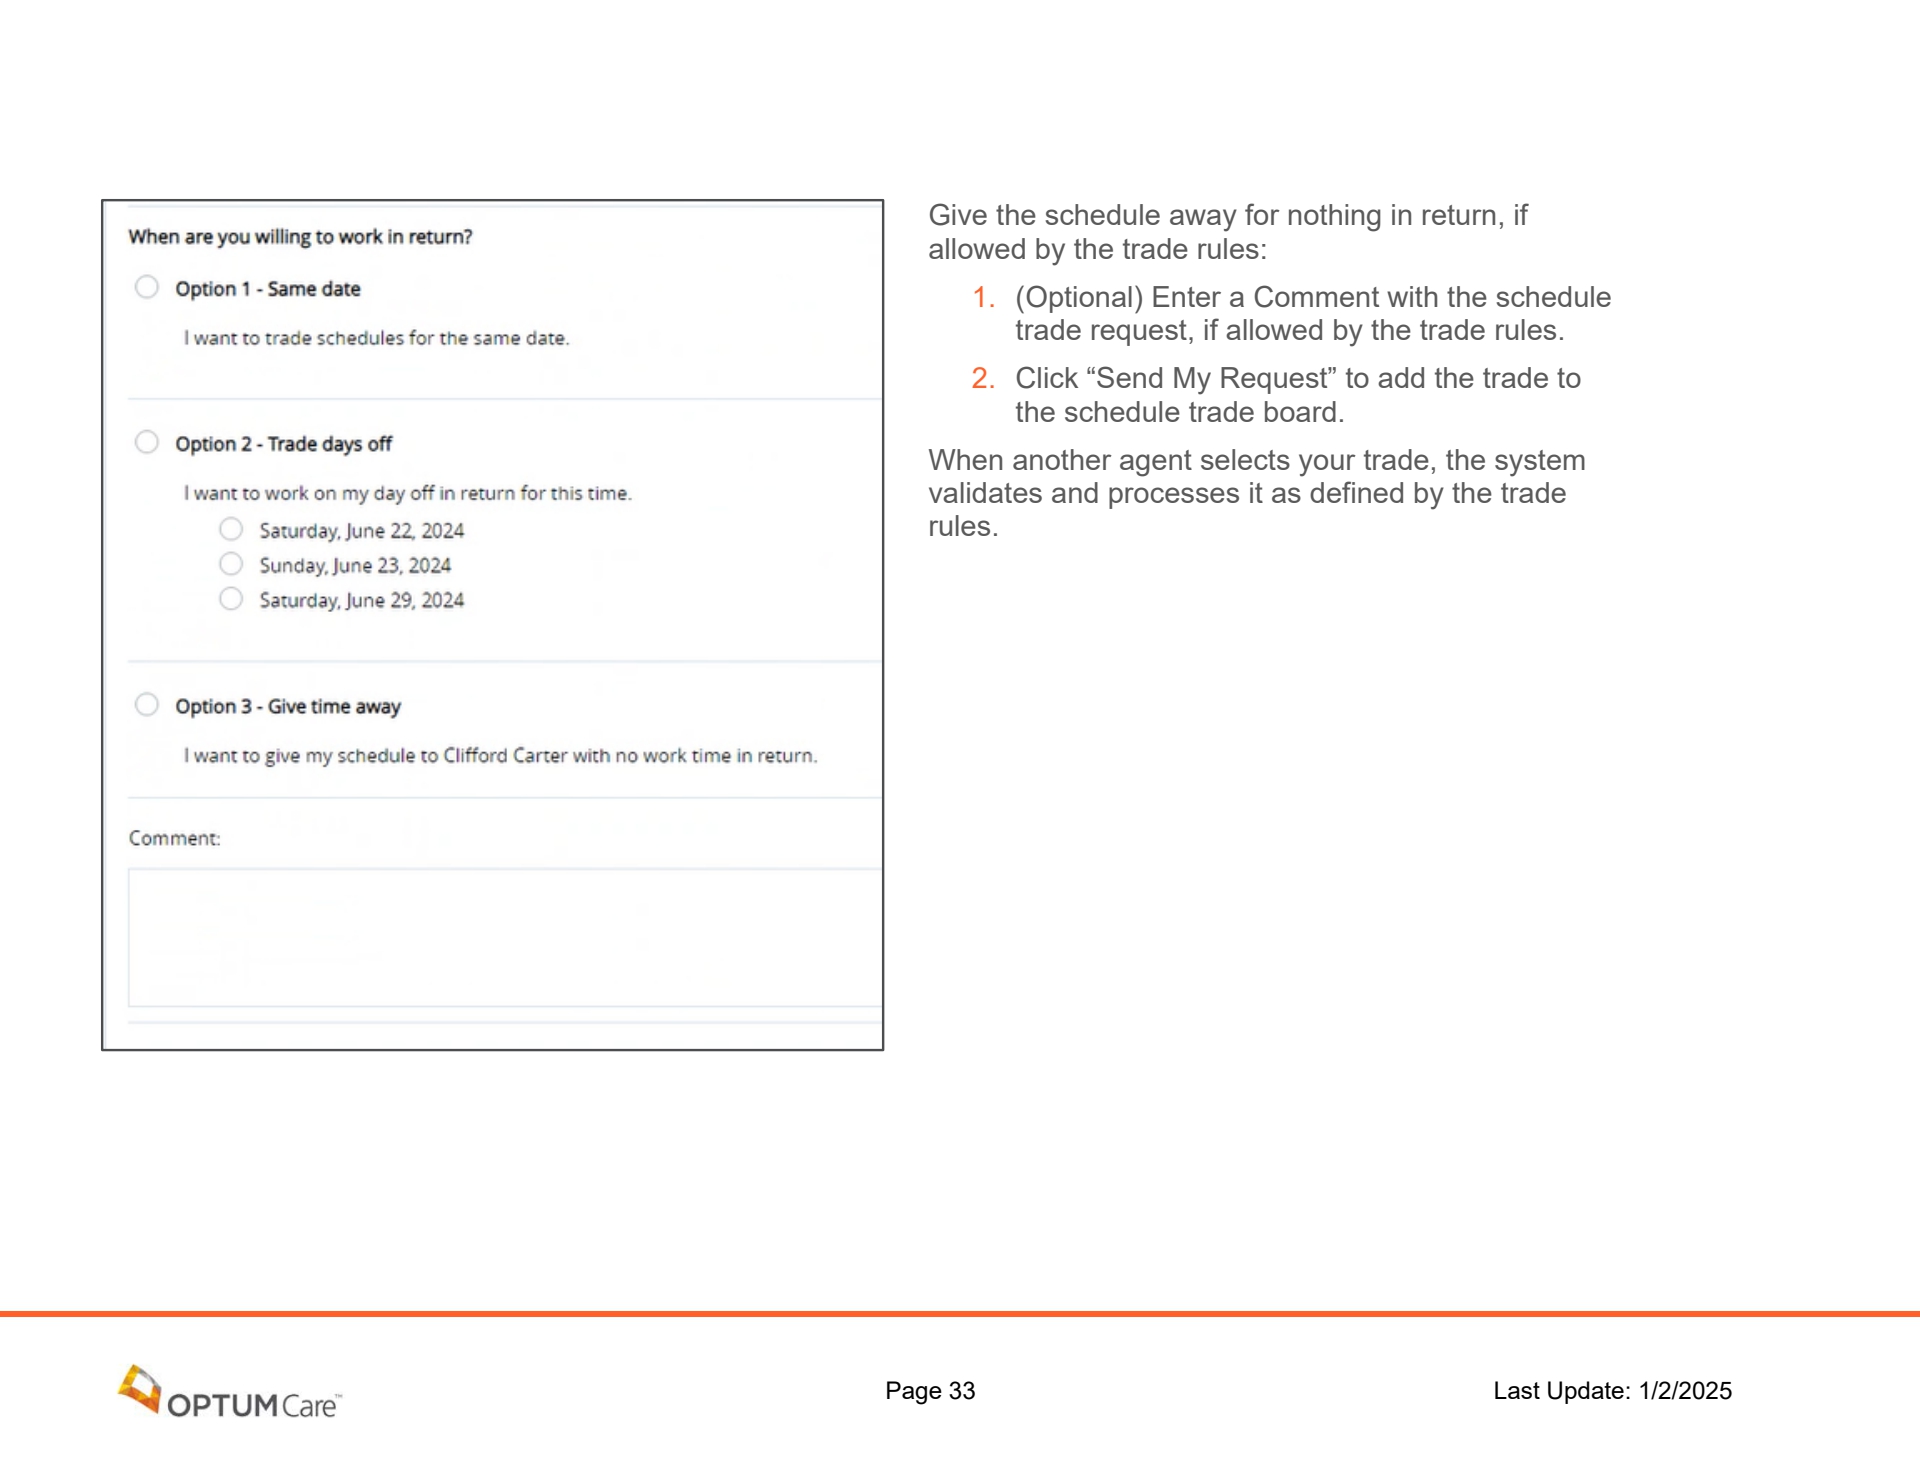 When are you willing to work in return?
Option 1 - Same date
I want to trade schedules for the same date.
Option 2 - Trade days off
I want to work on my day off in return for this time.
Saturday, June 22, 2024
Sunday, June 23, 2024
Saturday, June 29, 2024
Option 3 - Give time away
I want to give my schedule to Clifford Carter with no work time in return.
Comment:
Give the schedule away for nothing in return, if
allowed by the trade rules:
1. (Optional) Enter a Comment with the schedule
trade request, if allowed by the trade rules.
2. Click “Send My Request” to add the trade to
the schedule trade board.
When another agent selects your trade, the system
validates and processes it as defined by the trade
rules.
OPTUMCare™
Page 33
Last Update: 1/2/2025